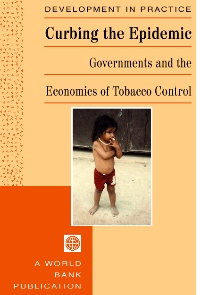 DEVELOPMENT IN PRACTICE
Curbing the Epidemic
Governments and the
Economics of Tobacco Control
A WORLD
BANK
PUBLICATION